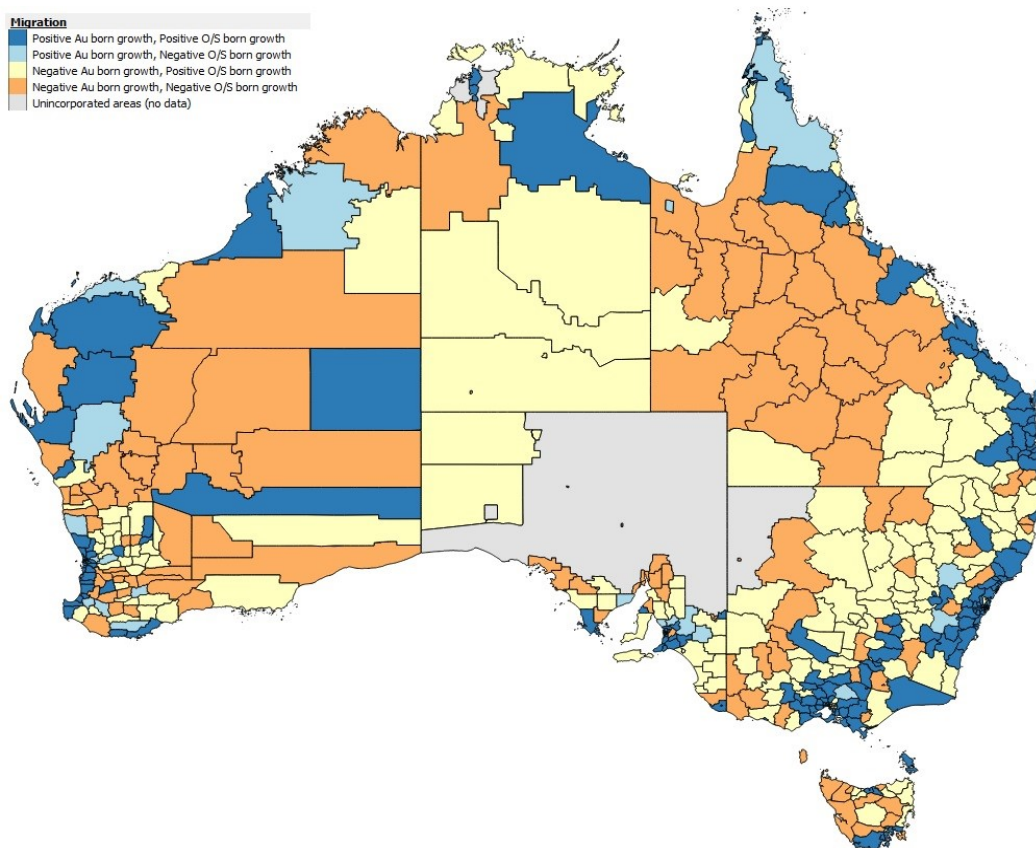 Migration
Positive Au born growth, Positive O/S born growth
Positive Au born growth, Negative O/S born growth
Negative Au born growth, Positive O/S born growth
Negative Au born growth, Negative O/S born growth
Unincorporated areas (no data)